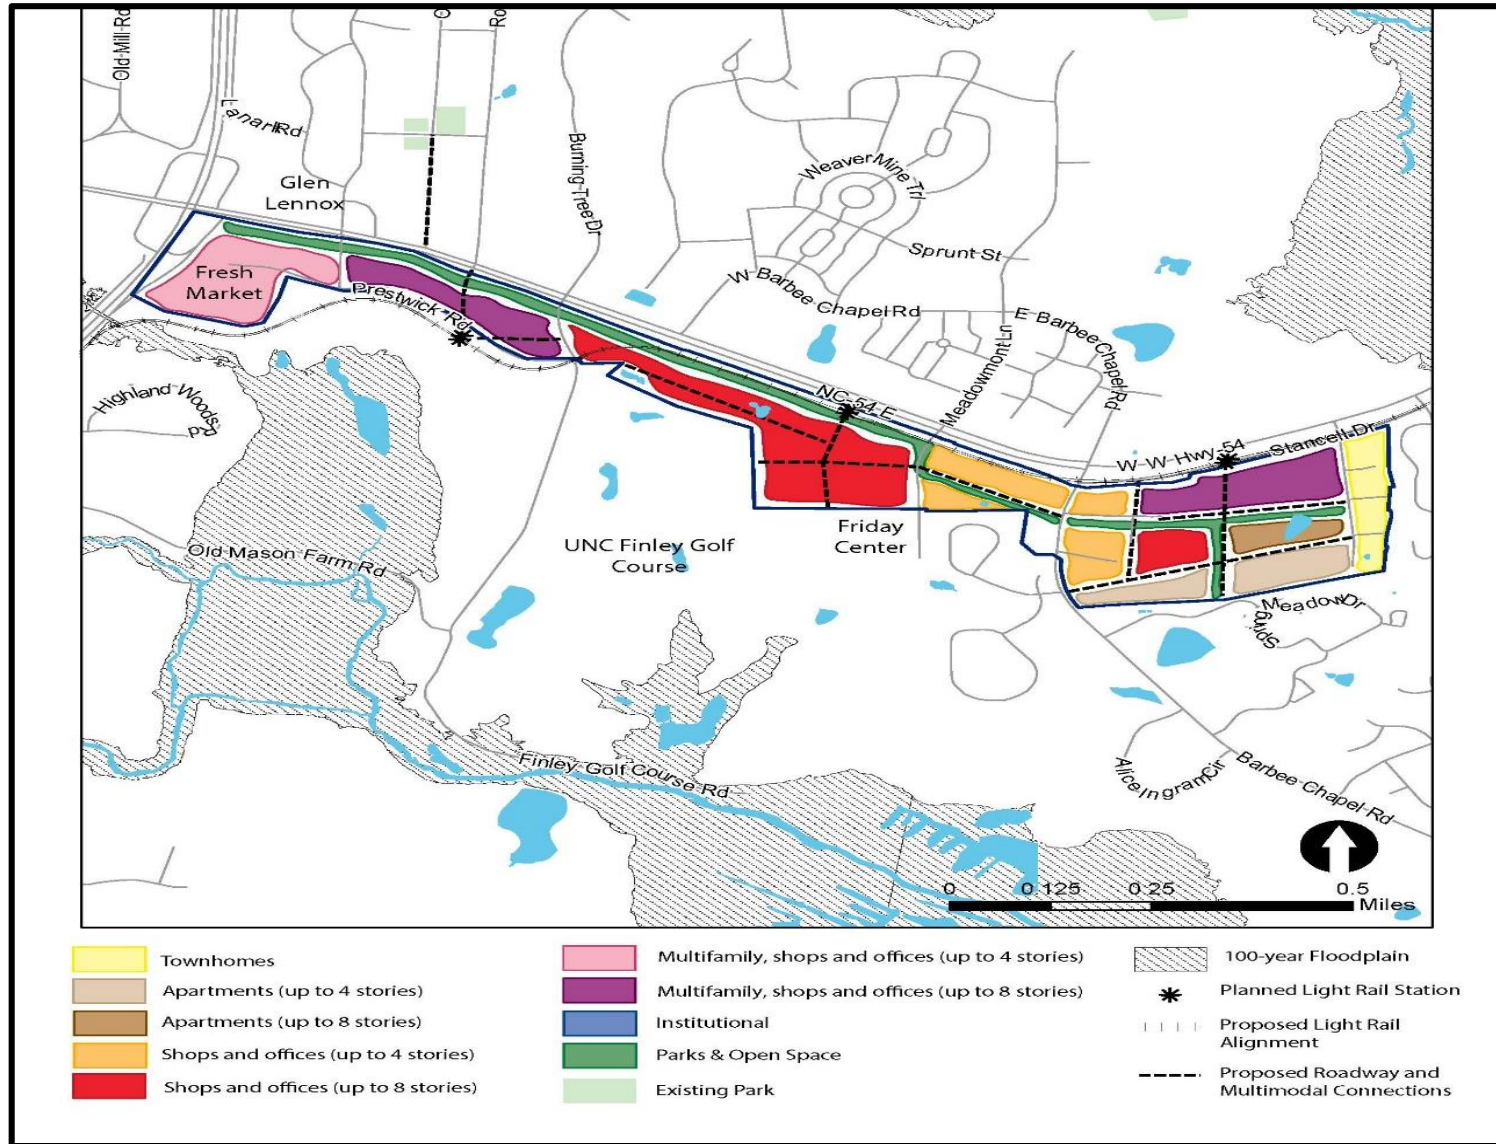 Old Mill Rd
Ro
Lanark Rd
Burning Tree Dr
Glen
Lennox
Weaver Mine Trl
Sprunt St
Fresh
Market
Prestwick Rd
W Barbee Chapel Rd
E Barbee Chapel Rd
Meadowmont Ln
NC-54 E
Highland Woods
Rd
W W Hwy-54
Stancell Dr
Friday
Center
UNC Finley Golf
Course
Old Mason Farm Rd
Spring Meadow Dr
Finley Golf Course Rd
Alice Ingram Cir
Barbee Chapel Rd
0 0.125 0.25 0.5
Miles
Townhomes
Apartments (up to 4 stories)
Apartments (up to 8 stories)
Shops and offices (up to 4 stories)
Shops and offices (up to 8 stories)
Multifamily, shops and offices (up to 4 stories)
Multifamily, shops and offices (up to 8 stories)
Institutional
Parks & Open Space
Existing Park
100-year Floodplain
Planned Light Rail Station
Proposed Light Rail
Alignment
Proposed Roadway and
Multimodal Connections